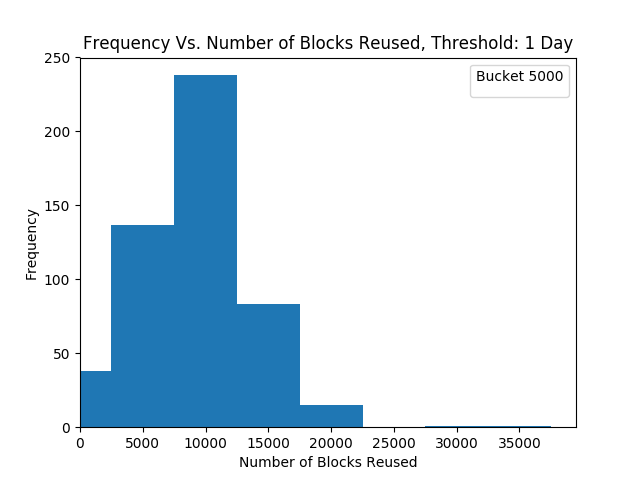 Frequency Vs. Number of Blocks Reused, Threshold: 1 Day
Bucket 5000
250
200
150
100
50
0
Frequency
0 5000 10000 15000 20000 25000 30000 35000
Number of Blocks Reused